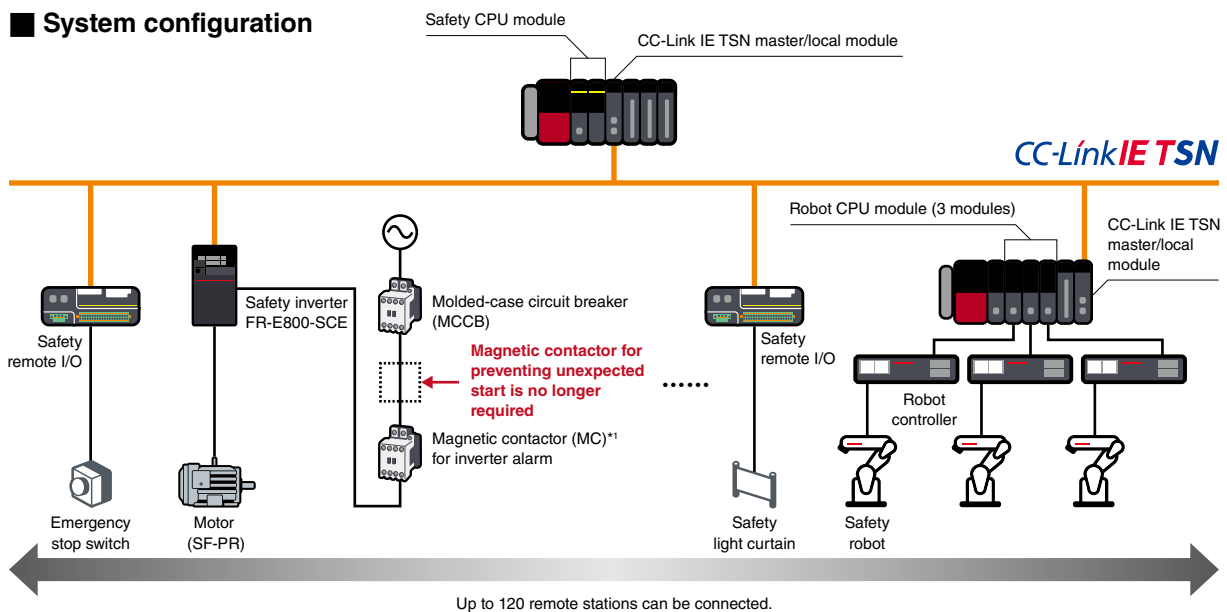 ■ System configuration
Safety CPU module
CC-Link IE TSN master/local module
CC-Link IE TSN
Robot CPU module (3 modules)
CC-Link IE TSN
master/local
module
Safety
remote I/O
Safety inverter
FR-E800-SCE
Molded-case circuit breaker
(MCCB)
Magnetic contactor for
preventing unexpected
start is no longer
required
Magnetic contactor (MC)*1
for inverter alarm
......
Safety
remote I/O
Robot
controller
Emergency
stop switch
Motor
(SF-PR)
Safety
light curtain
Safety
robot
Up to 120 remote stations can be connected.